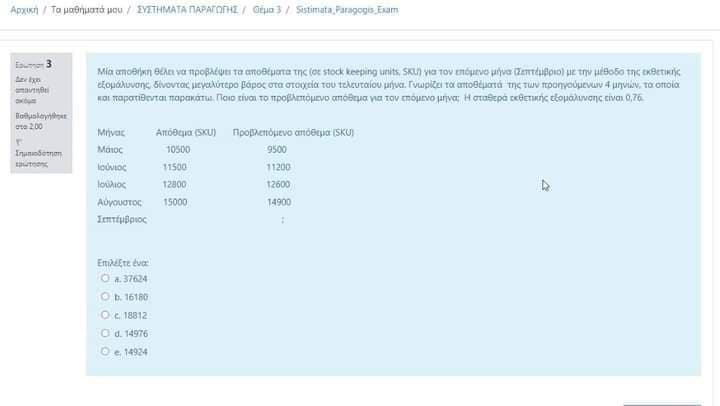 Αρχική / Τα μαθήματά μου / ΣΥΣΤΗΜΑΤΑ ΠΑΡΑΓΩΓΗΣ / Θέμα 3 / Sistimata_Paragogis_Exam
Ερώτηση 3
Δεν έχει
απαντηθεί
ακόμα
Βαθμολογήθηκε
στα 2,00
Σημαιοδότηση
ερώτησης
Μία αποθήκη θέλει να προβλέψει τα αποθέματα της (σε stock keeping units, SKU) για τον επόμενο μήνα (Σεπτέμβριο) με την μέθοδο της εκθετικής
εξομάλυνσης, δίνοντας μεγαλύτερο βάρος στα στοιχεία του τελευταίου μήνα. Γνωρίζει τα αποθέματά της των προηγούμενων 4 μηνών, τα οποία
και παρατίθενται παρακάτω. Ποιο είναι το προβλεπόμενο απόθεμα για τον επόμενο μήνα; Η σταθερά εκθετικής εξομάλυνσης είναι 0,76.
Μήνας Απόθεμα (SKU) Προβλεπόμενο απόθεμα (SKU)
Μάιος 10500 9500
Ιούνιος 11500 11200
Ιούλιος 12800 12600
Αύγουστος 15000 14900
Σεπτέμβριος ;
Επιλέξτε ένα:
a. 37624
b. 16180
c. 18812
d. 14976
e. 14924